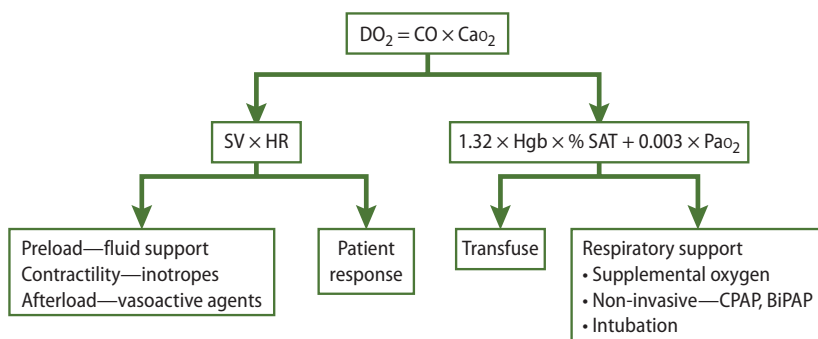 DO₂ = CO × CaO₂
SV × HR
1.32 × Hgb × % SAT + 0.003 × PaO₂
Preload—fluid support
Contractility—inotropes
Afterload—vasoactive agents
Patient
response
Transfuse
Respiratory support
• Supplemental oxygen
• Non-invasive—CPAP, BiPAP
• Intubation